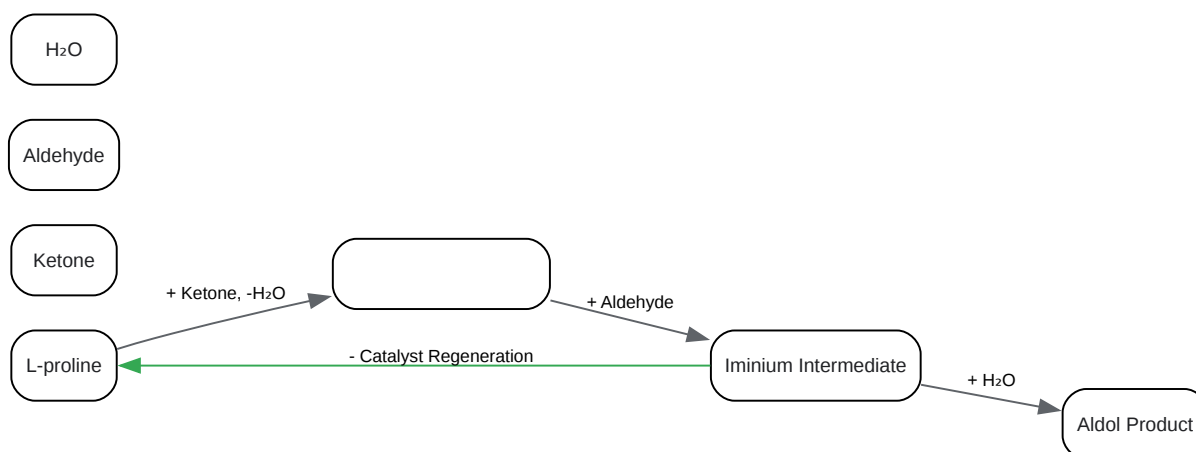 H₂O
Aldehyde
Ketone
+ Ketone, -H₂O
+ Aldehyde
L-proline
- Catalyst Regeneration
Iminium Intermediate
+ H₂O
Aldol Product